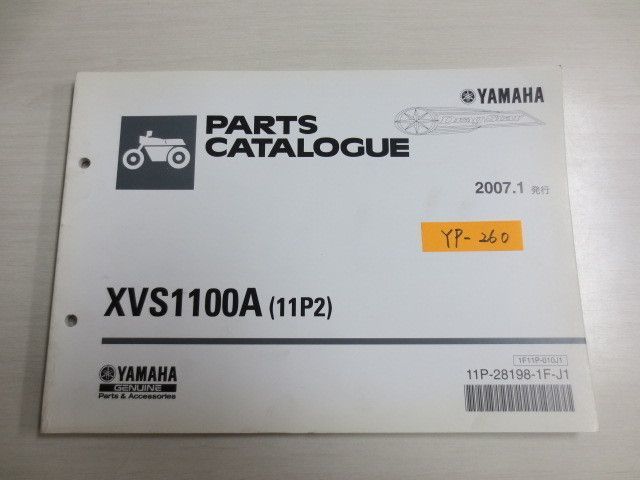 YAMAHA
DragStar
PARTS
CATALOGUE
2007.1 発行
YP-260
XVS1100A (11P2)
YAMAHA
GENUINE
Parts & Accessories
1F11P-010J1
11P-28198-1F-J1